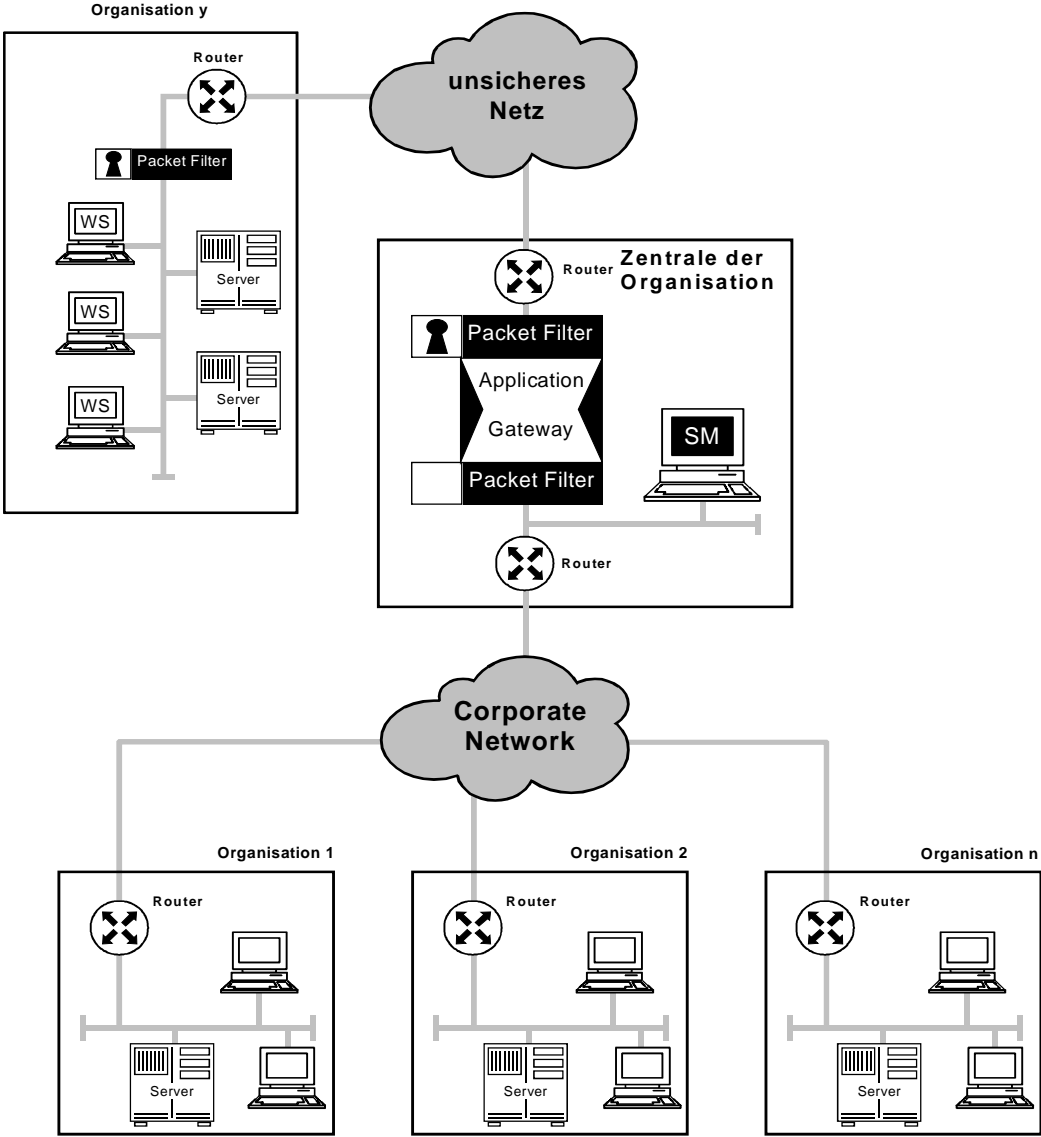 Organisation y
Router
unsicheres
Netz
Packet Filter
WS
Server
WS
WS
Server
Router
Zentrale der
Organisation
Packet Filter
Application
Gateway
SM
Packet Filter
Router
Corporate
Network
Organisation 1
Organisation 2
Organisation n
Router
Router
Router
Server
Server
Server